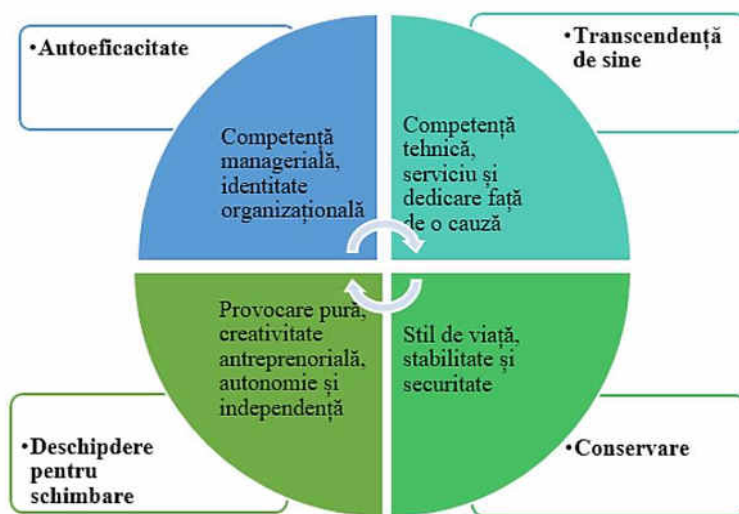 •Autoeficacitate
•Transcendență
de sine
Competență
managerială,
identitate
organizațională
Competență
tehnică,
serviciu și
dedicare față
de o cauză
Provocare pură,
creativitate
antreprenorială,
autonomie și
independență
Stil de viață,
stabilitate și
securitate
•Deschipdere
pentru
schimbare
•Conservare